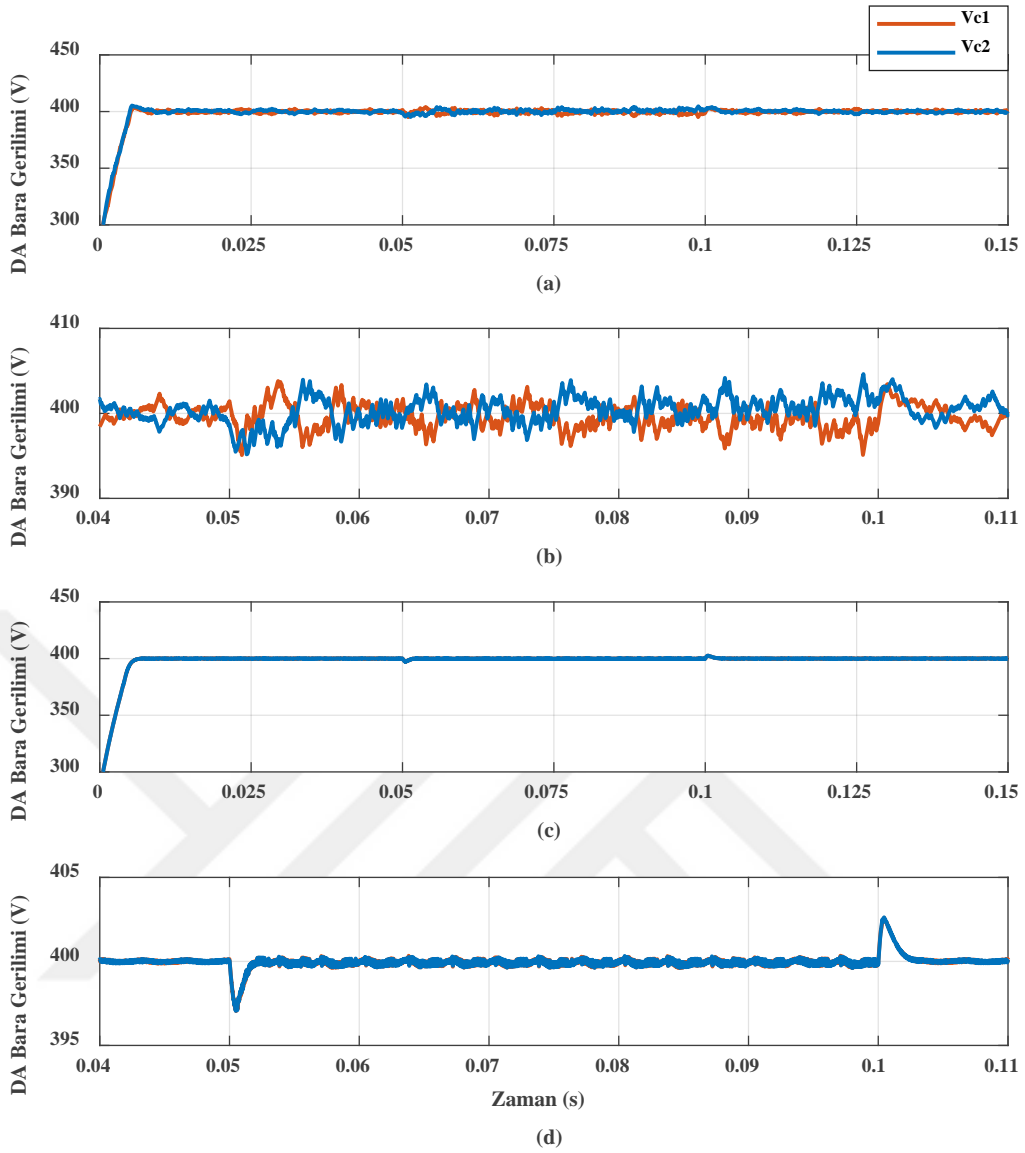 Vc1
Vc2
DA Bara Gerilimi (V)
450
400
350
300
0 0.025 0.05 0.075 0.1 0.125 0.15
(a)
DA Bara Gerilimi (V)
410
400
390
0.04 0.05 0.06 0.07 0.08 0.09 0.1 0.11
(b)
DA Bara Gerilimi (V)
450
400
350
300
0 0.025 0.05 0.075 0.1 0.125 0.15
(c)
DA Bara Gerilimi (V)
405
400
395
0.04 0.05 0.06 0.07 0.08 0.09 0.1 0.11
Zaman (s)
(d)